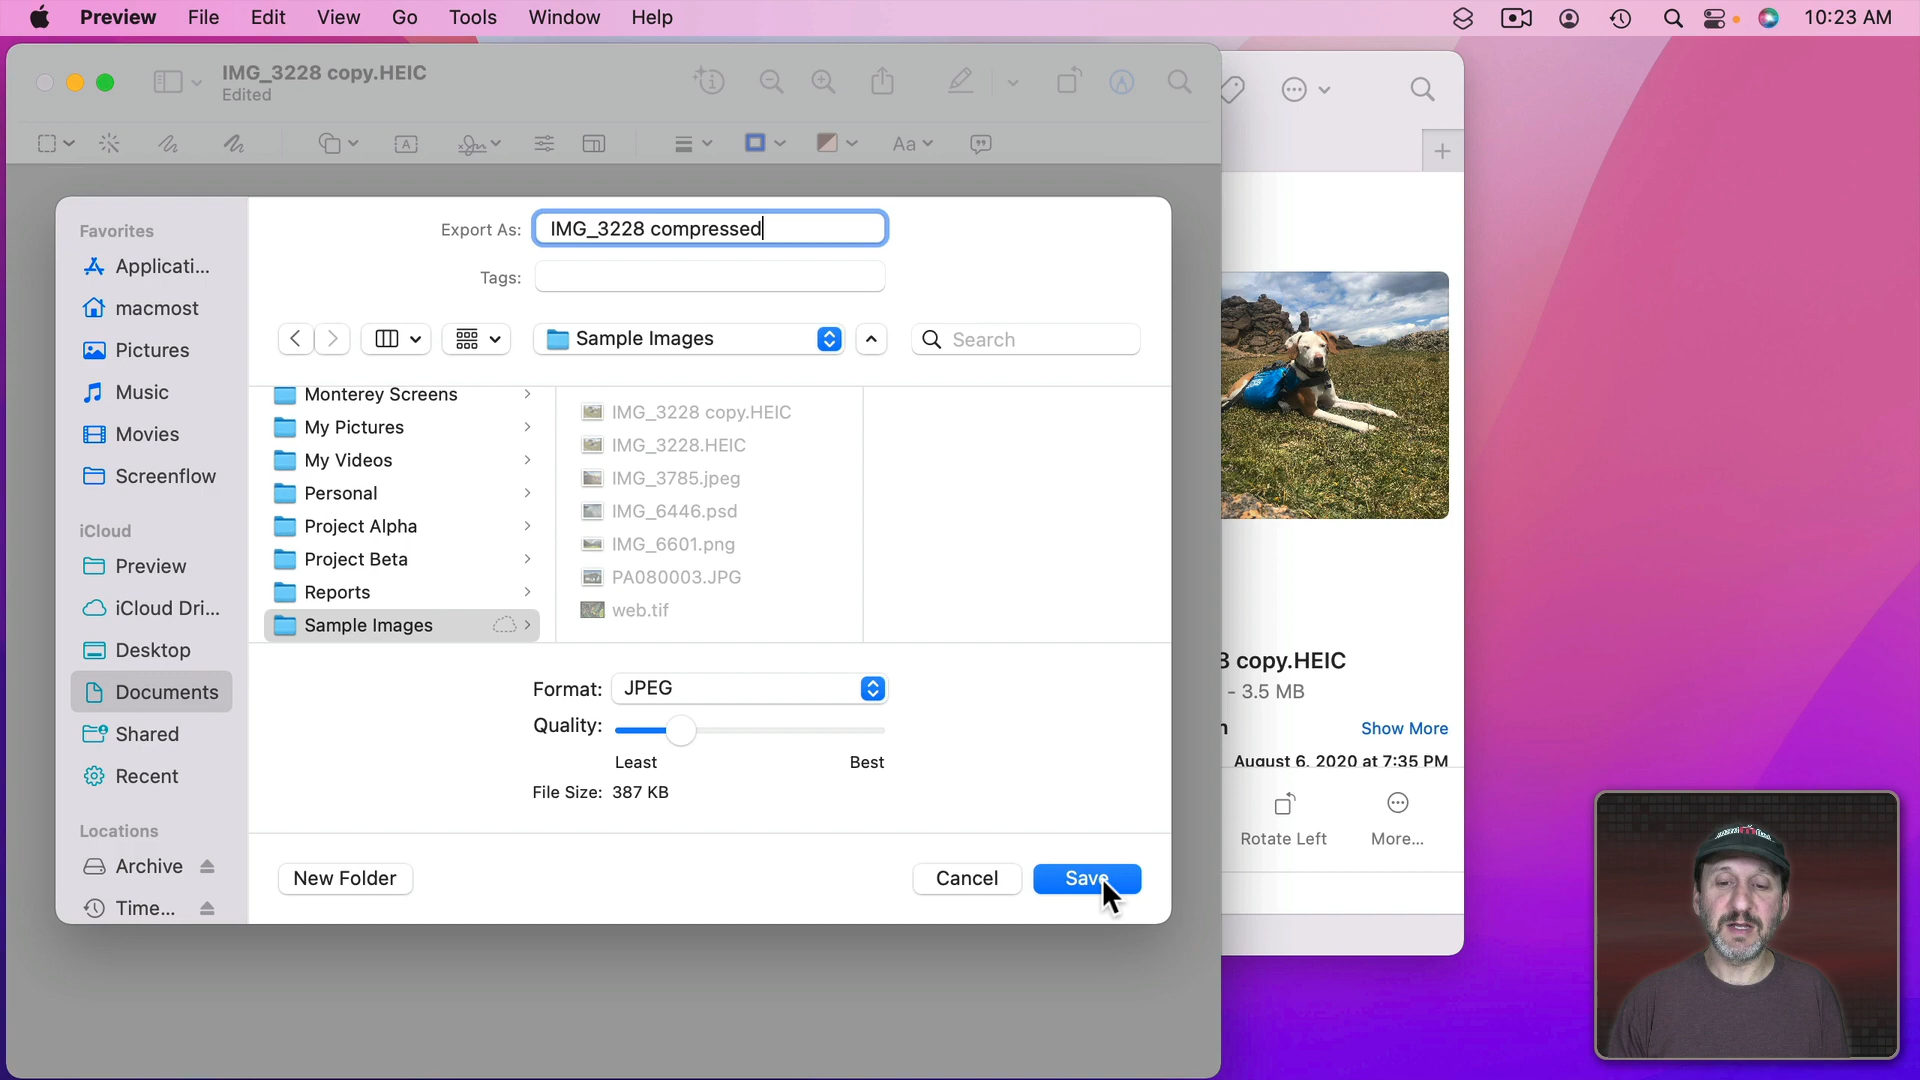 Preview File Edit View Go Tools Window Help 10:23 AM
IMG_3228 copy.HEIC
Edited
A Aa
Favorites
Applicati...
macmost
Pictures
Music
Movies
Screenflow
iCloud
Preview
iCloud Dri...
Desktop
Documents
Shared
Recent
Locations
Archive
Time...
Export As: IMG_3228 compressed
Tags:
Sample Images Search
Monterey Screens
My Pictures
My Videos
Personal
Project Alpha
Project Beta
Reports
Sample Images
IMG_3228 copy.HEIC
IMG_3228.HEIC
IMG_3785.jpeg
IMG_6446.psd
IMG_6601.png
PA080003.JPG
web.tif
Format: JPEG
Quality:
Least Best
File Size: 387 KB
New Folder Cancel Save
8 copy.HEIC
- 3.5 MB
n Show More
August 6, 2020 at 7:35 PM
Rotate Left More...